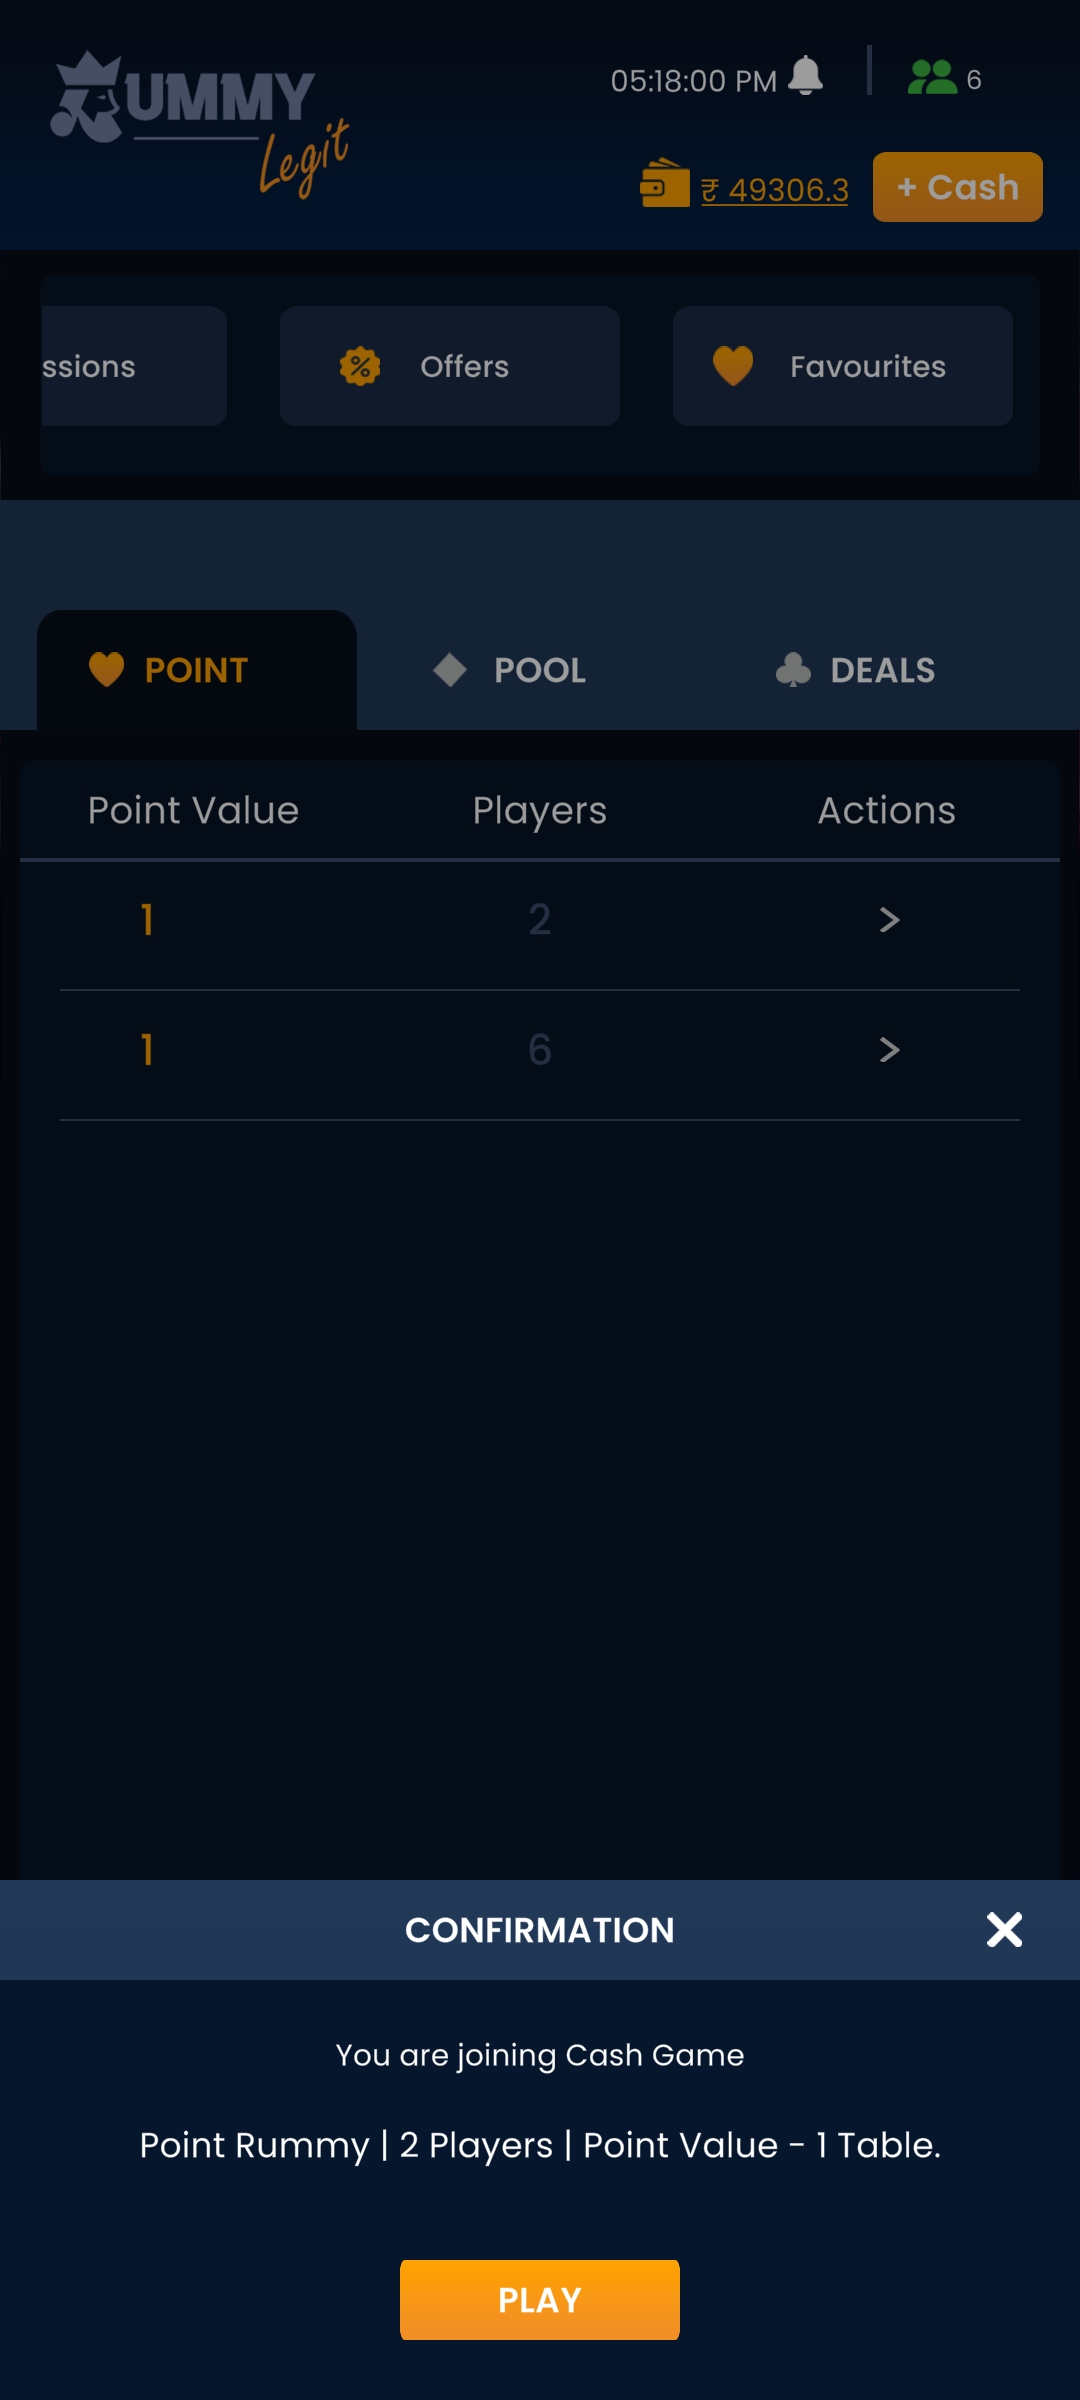 RUMMY
Legit
05:18:00 PM
6
₹ 49306.3
+ Cash
ssions
Offers
Favourites
POINT
POOL
DEALS
Point Value
Players
Actions
1
2
>
1
6
>
CONFIRMATION
You are joining Cash Game
Point Rummy | 2 Players | Point Value - 1 Table.
PLAY